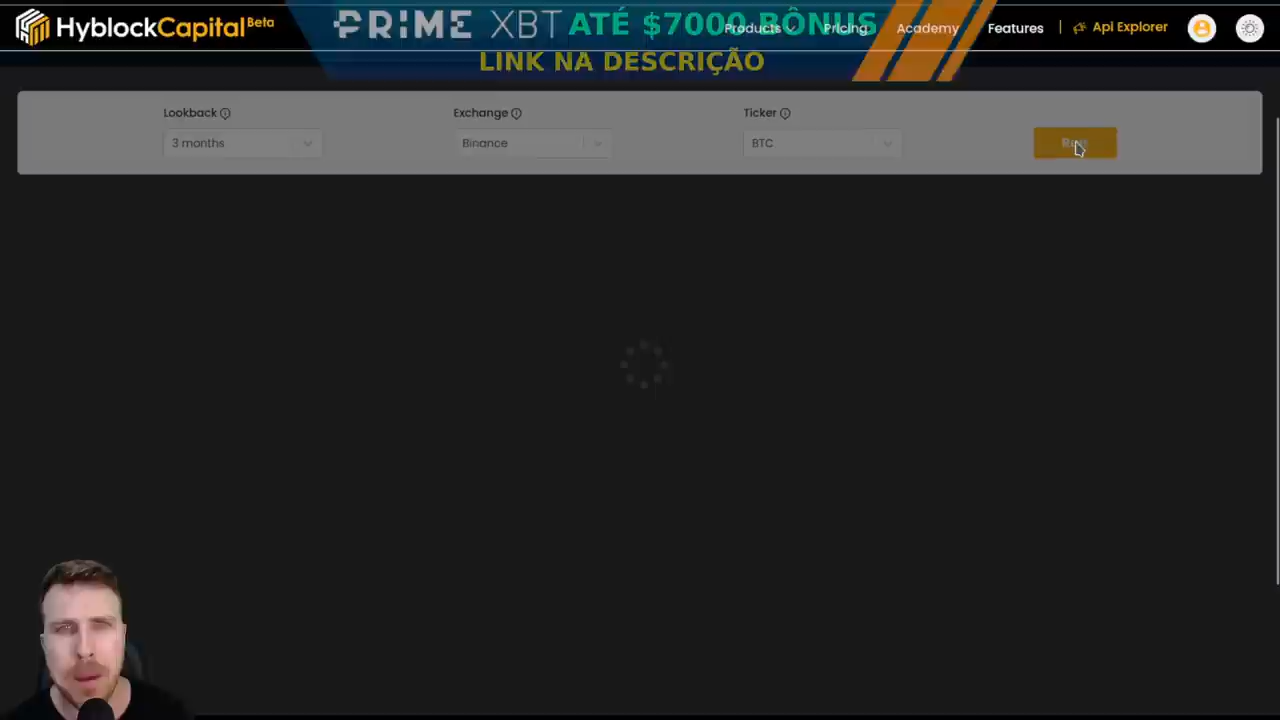 HyblockCapital Beta
PRIME XBT ATÉ $7000 BÔNUS
LINK NA DESCRIÇÃO
Products
Pricing
Academy
Features
Api Explorer
Lookback
Exchange
Ticker
3 months
Binance
BTC
Run